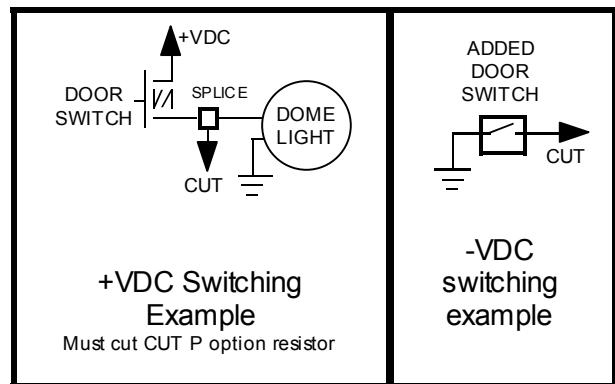 +VDC
DOOR
SWITCH
SPLICE
DOME
LIGHT
CUT
+VDC Switching
Example
Must cut CUT P option resistor
ADDED
DOOR
SWITCH
CUT
-VDC
switching
example